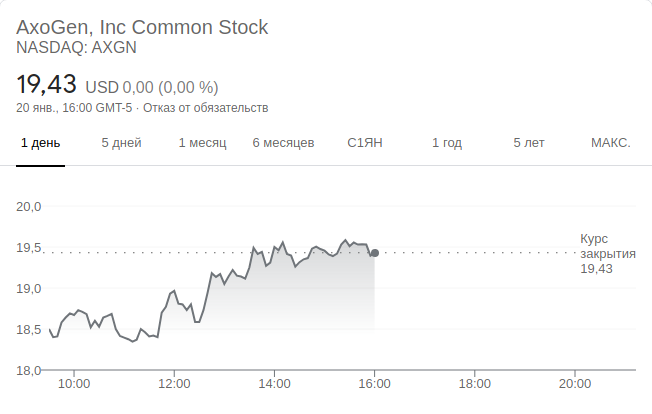 AxoGen, Inc Common Stock
NASDAQ: AXGN
19,43 USD 0,00 (0,00 %)
20 янв., 16:00 GMT-5 · Отказ от обязательств
1 день 5 дней 1 месяц 6 месяцев С1ЯН 1 год 5 лет МАКС.
20,0
19,5
19,0
18,5
18,0
Курс
закрытия
19,43
10:00 12:00 14:00 16:00 18:00 20:00